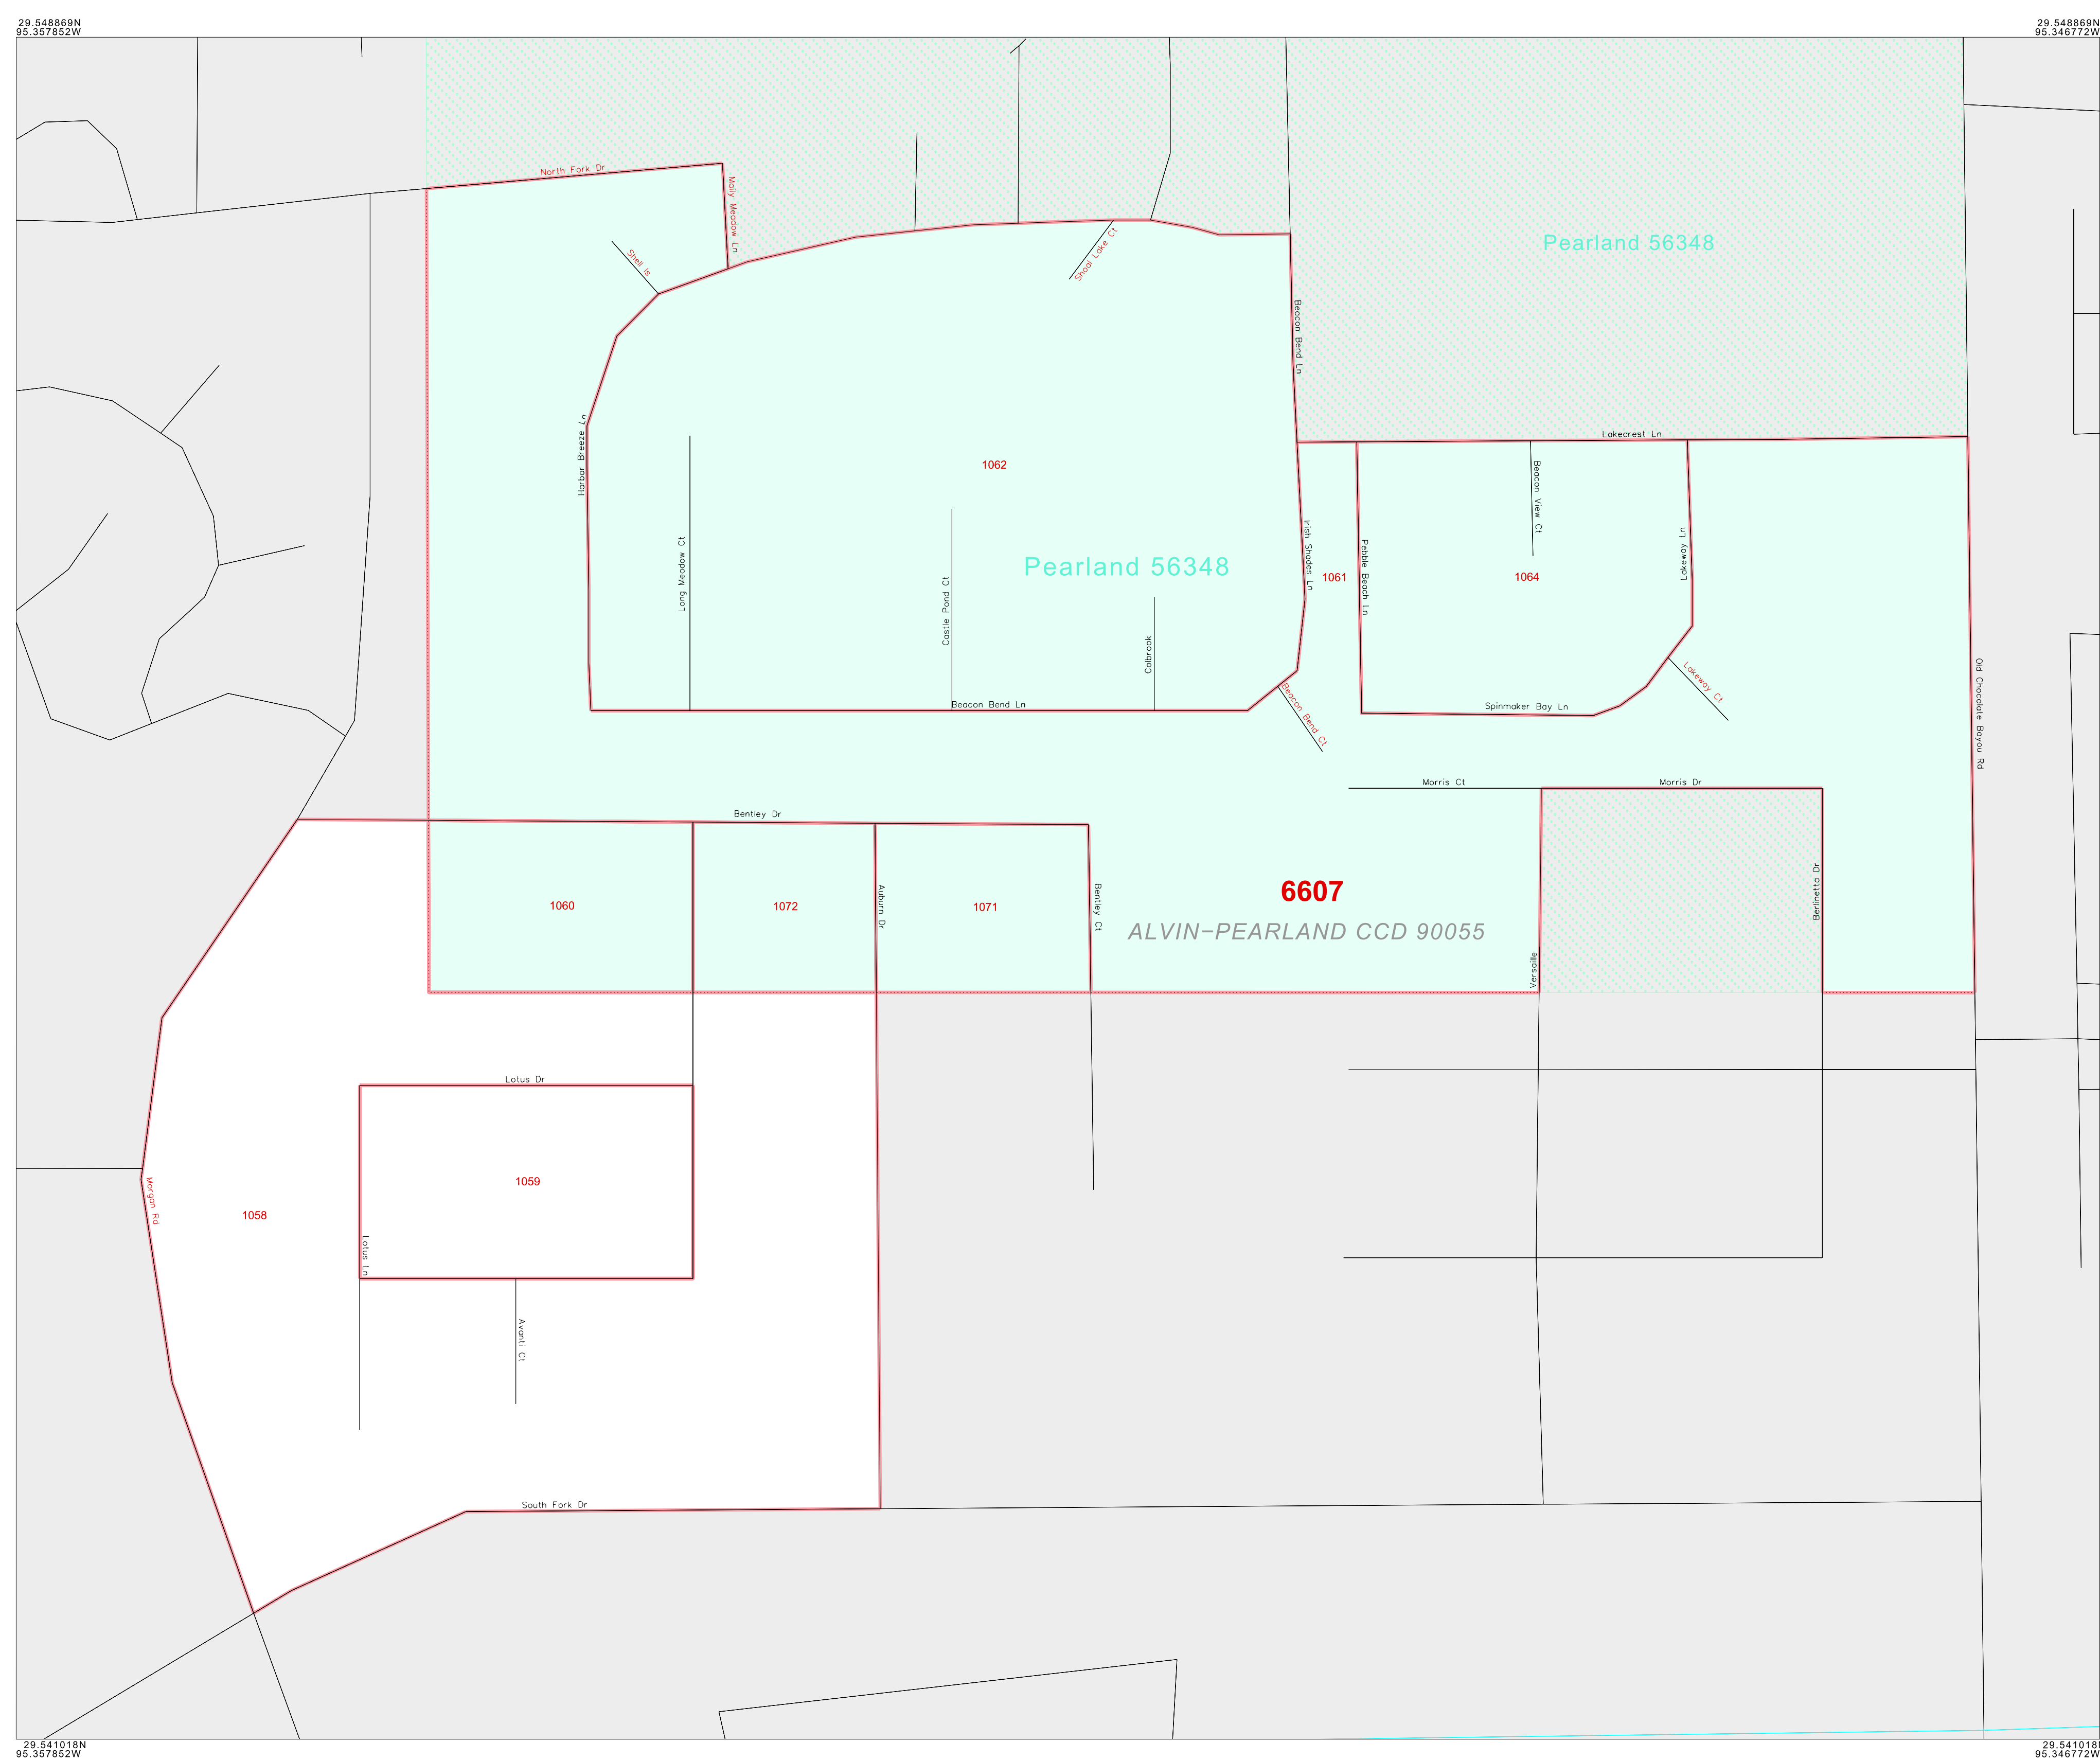 29.548869N
95.357852W
29.548869N
95.346772W
North Fork Dr
Maily Meadow Ln
Shell Is
Shoal Lake Ct
Pearland 56348
Beacon Bend Ln
Harbor Breeze Ln
Lakecrest Ln
1062
Beacon View Ct
Long Meadow Ct
Castle Pond Ct
Pearland 56348
Irish Shades Ln
1061
Pebble Beach Ln
1064
Lakeway Ln
Colbrook
Lakeway Ct
Beacon Bend Ln
Beacon Bend Ct
Spinmaker Bay Ln
Old Chocolate Bayou Rd
Morris Ct
Morris Dr
Bentley Dr
1060
1072
Auburn Dr
1071
Bentley Ct
6607
ALVIN-PEARLAND CCD 90055
Versaille
Berlinetta Dr
Lotus Dr
1059
1058
Morgan Rd
Lotus Ln
Avanti Ct
South Fork Dr
29.541018N
95.357852W
29.541018N
95.346772W